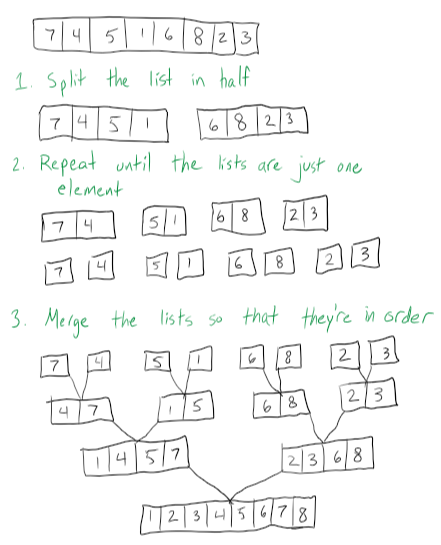 7 4 5 1 6 8 2 3
1. Split the list in half
7 4 5 1 6 8 2 3
2. Repeat until the lists are just one
element
7 4 5 1 6 8 2 3
7 4 5 1 6 8 2 3
3. Merge the lists so that they're in order
7 4 5 1 6 8 2 3
4 7 1 5 6 8 2 3
1 4 5 7 2 3 6 8
1 2 3 4 5 6 7 8